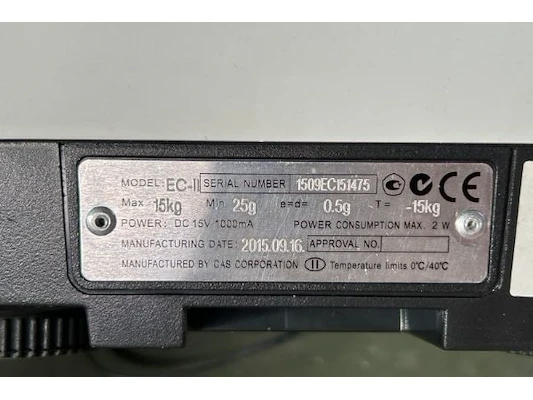 MODEL: EC-II SERIAL NUMBER 1509EC151475
Max 15kg Min 25g e=d= 0.5g T= -15kg
POWER: DC 15V 1000mA POWER CONSUMPTION MAX. 2 W
MANUFACTURING DATE: 2015.09.16. APPROVAL NO.
MANUFACTURED BY CAS CORPORATION II Temperature limits 0℃/40℃
CE